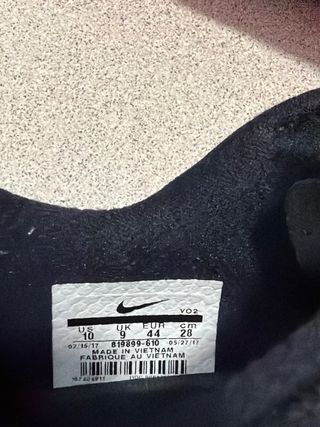 VO2
US UK EUR cm
10 9 44 28
02/15/17 819899-610 05/27/17
MADE IN VIETNAM
FABRIQUE AU VIETNAM